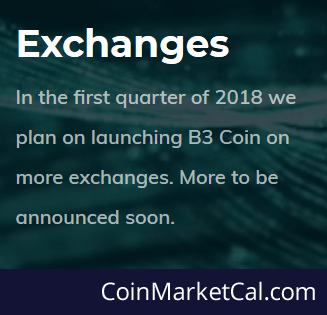 Exchanges
In the first quarter of 2018 we
plan on launching B3 Coin on
more exchanges. More to be
announced soon.
CoinMarketCal.com